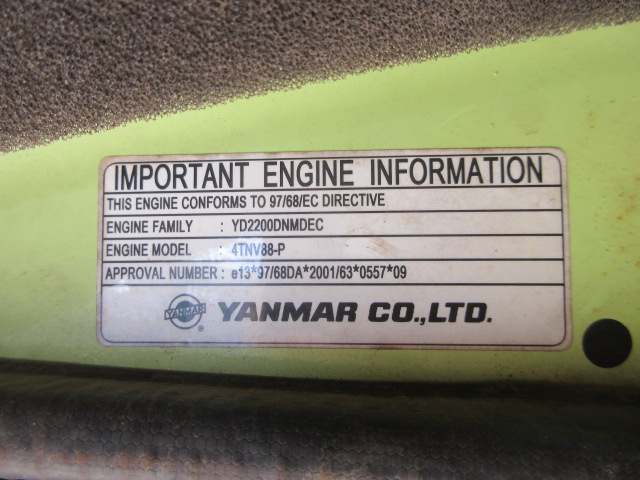 IMPORTANT ENGINE INFORMATION
THIS ENGINE CONFORMS TO 97/68/EC DIRECTIVE
ENGINE FAMILY : YD2200DNMDEC
ENGINE MODEL : 4TNV88-P
APPROVAL NUMBER : e13*97/68DA*2001/63*0557*09
YANMAR ® YANMAR CO.,LTD.